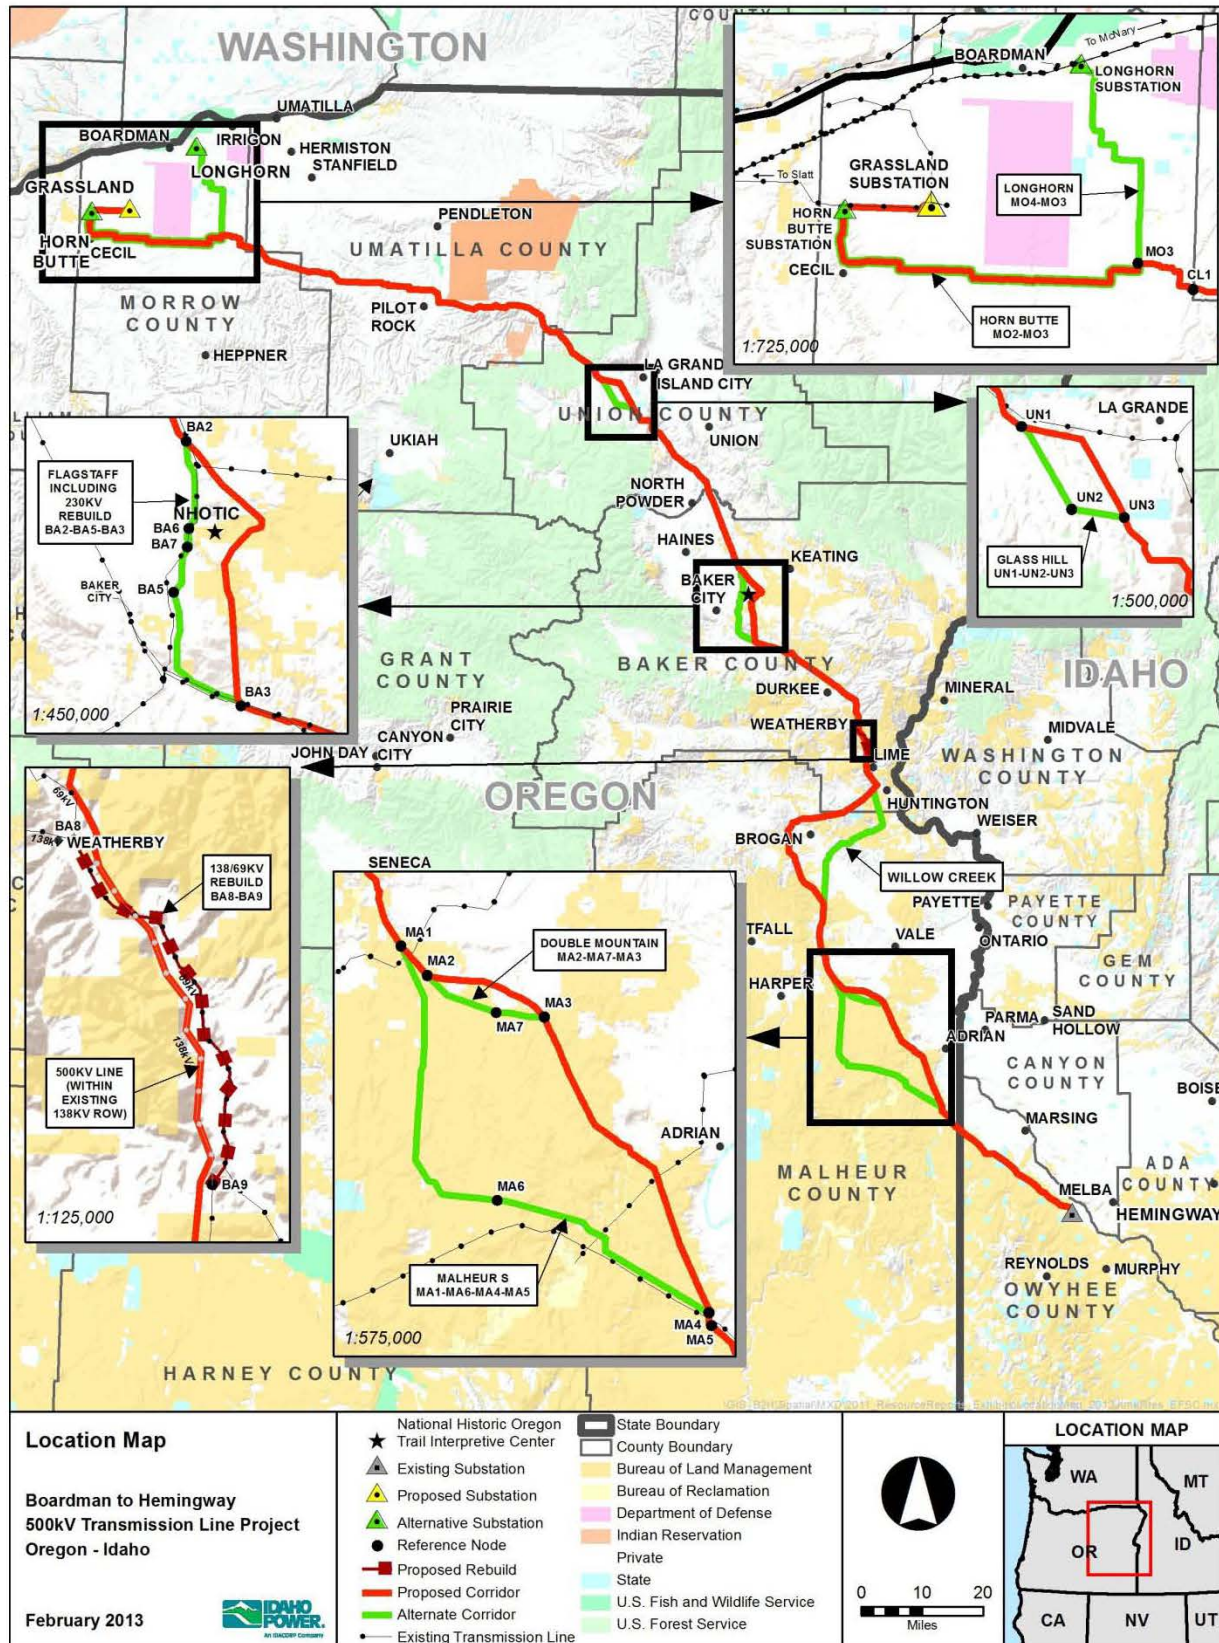 WASHINGTON
COUNTY
UMATILLA
BOARDMAN
IRRIGON
HERMISTON
STANFIELD
LONGHORN
GRASSLAND
HORN
BUTTE
CECIL
PENDLETON
UMATILLA COUNTY
MORROW
COUNTY
PILOT
ROCK
HEPPNER
To McNary
BOARDMAN
LONGHORN
SUBSTATION
GRASSLAND
SUBSTATION
To Slatt
LONGHORN
MO4-MO3
HORN
BUTTE
SUBSTATION
CECIL
MO3
CL1
HORN BUTTE
MO2-MO3
1:725,000
LA GRAND
ISLAND CITY
UNION COUNTY
UNION
UKIAH
NORTH
POWDER
HAINES
KEATING
BAKER
CITY
BAKER COUNTY
GRANT
COUNTY
PRAIRIE
CITY
CANYON
CITY
JOHN DAY
DURKEE
WEATHERBY
LIME
MINERAL
IDAHO
MIDVALE
WASHINGTON
COUNTY
OREGON
HUNTINGTON
WEISER
BROGAN
SENECA
WILLOW CREEK
PAYETTE
PAYETTE
COUNTY
TFALL
VALE
ONTARIO
GEM
COUNTY
HARPER
PARMA
SAND
HOLLOW
ADRIAN
CANYON
COUNTY
BOISE
MARSING
MALHEUR
COUNTY
ADA
COUNTY
MELBA
HEMINGWAY
REYNOLDS
MURPHY
OWYHEE
COUNTY
HARNEY COUNTY
BA2
FLAGSTAFF
INCLUDING
230KV
REBUILD
BA2-BA5-BA3
NHOTIC
BA6
BA7
BA5
BAKER
CITY
BA3
1:450,000
UN1
LA GRANDE
UN2
UN3
GLASS HILL
UN1-UN2-UN3
1:500,000
69kV
BA8
138kV
WEATHERBY
138/69KV
REBUILD
BA8-BA9
69kV
138kV
500KV LINE
(WITHIN
EXISTING
138KV ROW)
BA9
1:125,000
MA1
MA2
DOUBLE MOUNTAIN
MA2-MA7-MA3
MA3
MA7
ADRIAN
MA6
MALHEUR S
MA1-MA6-MA4-MA5
MA4
MA5
1:575,000
Location Map
Boardman to Hemingway
500kV Transmission Line Project
Oregon - Idaho
February 2013
IDAHO
POWER
An IDACORP Company
National Historic Oregon
Trail Interpretive Center
Existing Substation
Proposed Substation
Alternative Substation
Reference Node
Proposed Rebuild
Proposed Corridor
Alternate Corridor
Existing Transmission Line
State Boundary
County Boundary
Bureau of Land Management
Bureau of Reclamation
Department of Defense
Indian Reservation
Private
State
U.S. Fish and Wildlife Service
U.S. Forest Service
0 10 20
Miles
LOCATION MAP
WA
MT
OR
ID
CA
NV
UT